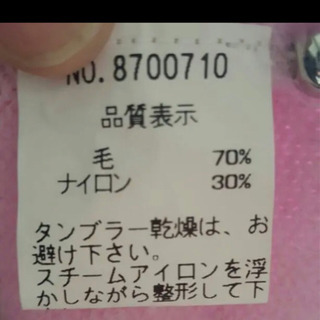 NO.8700710
品質表示
毛 70%
ナイロン 30%
タンブラー乾燥は、お
避け下さい。
スチームアイロンを浮
かしながら整形して下